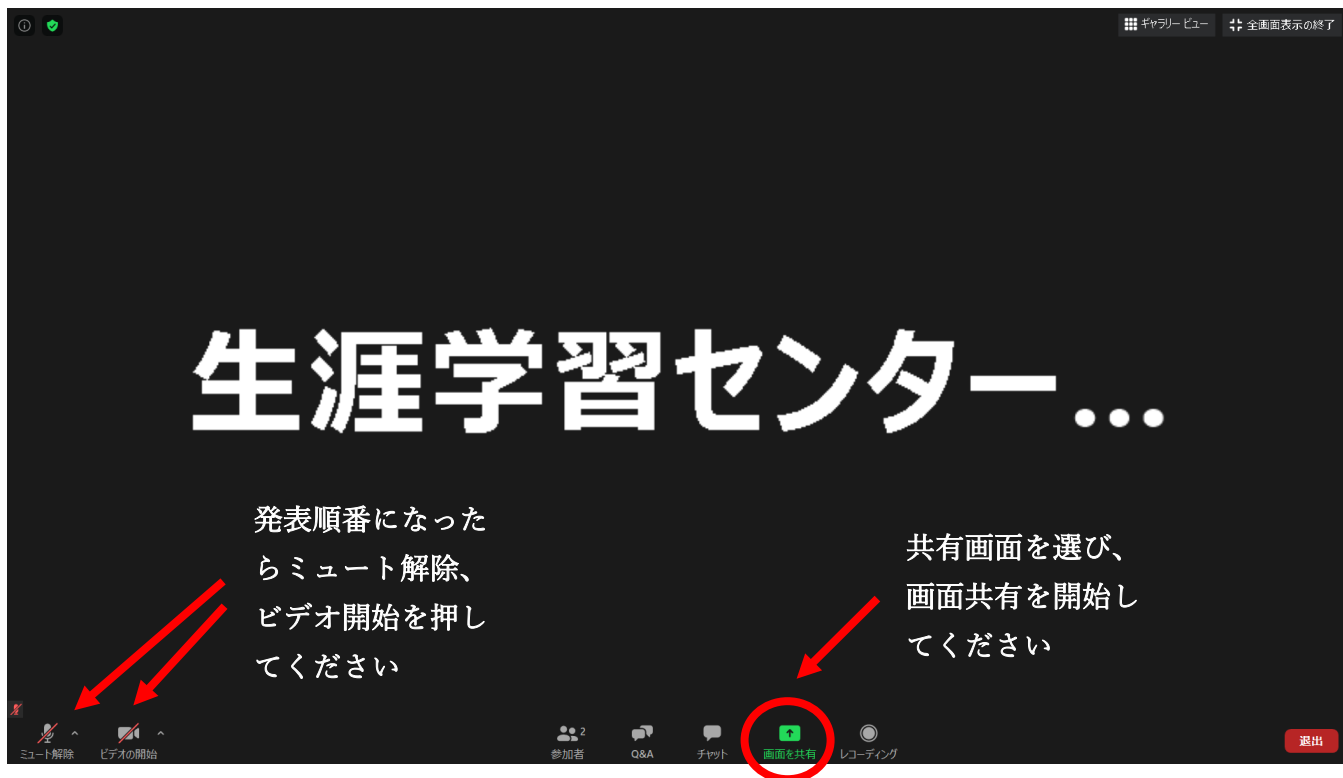 ギャラリー ビュー
全画面表示の終了
生涯学習センター...
発表順番になった
らミュート解除、
ビデオ開始を押し
てください
共有画面を選び、
画面共有を開始し
てください
ミュート解除
ビデオの開始
2
参加者
Q&A
チャット
画面を共有
レコーディング
退出